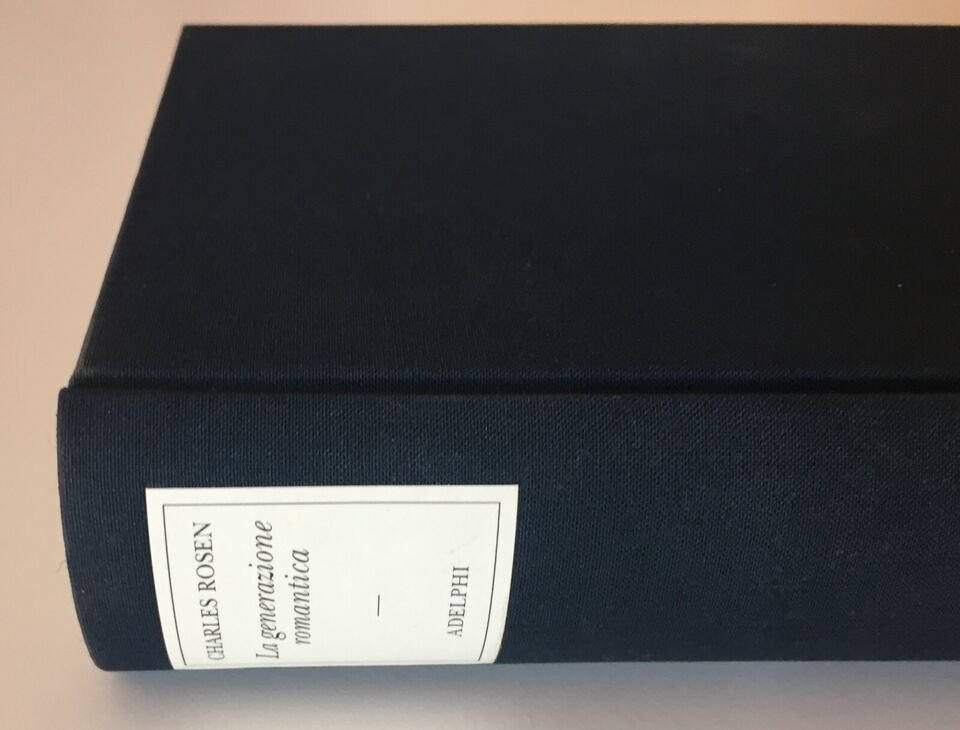 CHARLES ROSEN
La generazione
romantica
—
ADELPHI